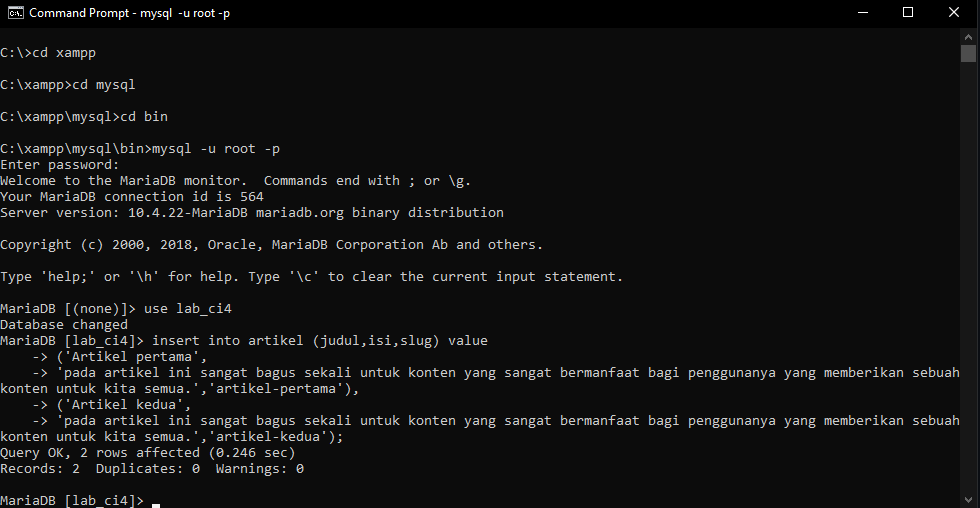 Command Prompt - mysql  -u root -p
C:\>cd xampp
C:\xampp>cd mysql
C:\xampp\mysql>cd bin
C:\xampp\mysql\bin>mysql -u root -p
Enter password:
Welcome to the MariaDB monitor.  Commands end with ; or \g.
Your MariaDB connection id is 564
Server version: 10.4.22-MariaDB mariadb.org binary distribution
Copyright (c) 2000, 2018, Oracle, MariaDB Corporation Ab and others.
Type 'help;' or '\h' for help. Type '\c' to clear the current input statement.
MariaDB [(none)]> use lab_ci4
Database changed
MariaDB [lab_ci4]> insert into artikel (judul,isi,slug) value
    -> ('Artikel pertama',
    -> 'pada artikel ini sangat bagus sekali untuk konten yang sangat bermanfaat bagi penggunanya yang memberikan sebuah
konten untuk kita semua.','artikel-pertama'),
    -> ('Artikel kedua',
    -> 'pada artikel ini sangat bagus sekali untuk konten yang sangat bermanfaat bagi penggunanya yang memberikan sebuah
konten untuk kita semua.','artikel-kedua');
Query OK, 2 rows affected (0.246 sec)
Records: 2  Duplicates: 0  Warnings: 0
MariaDB [lab_ci4]>